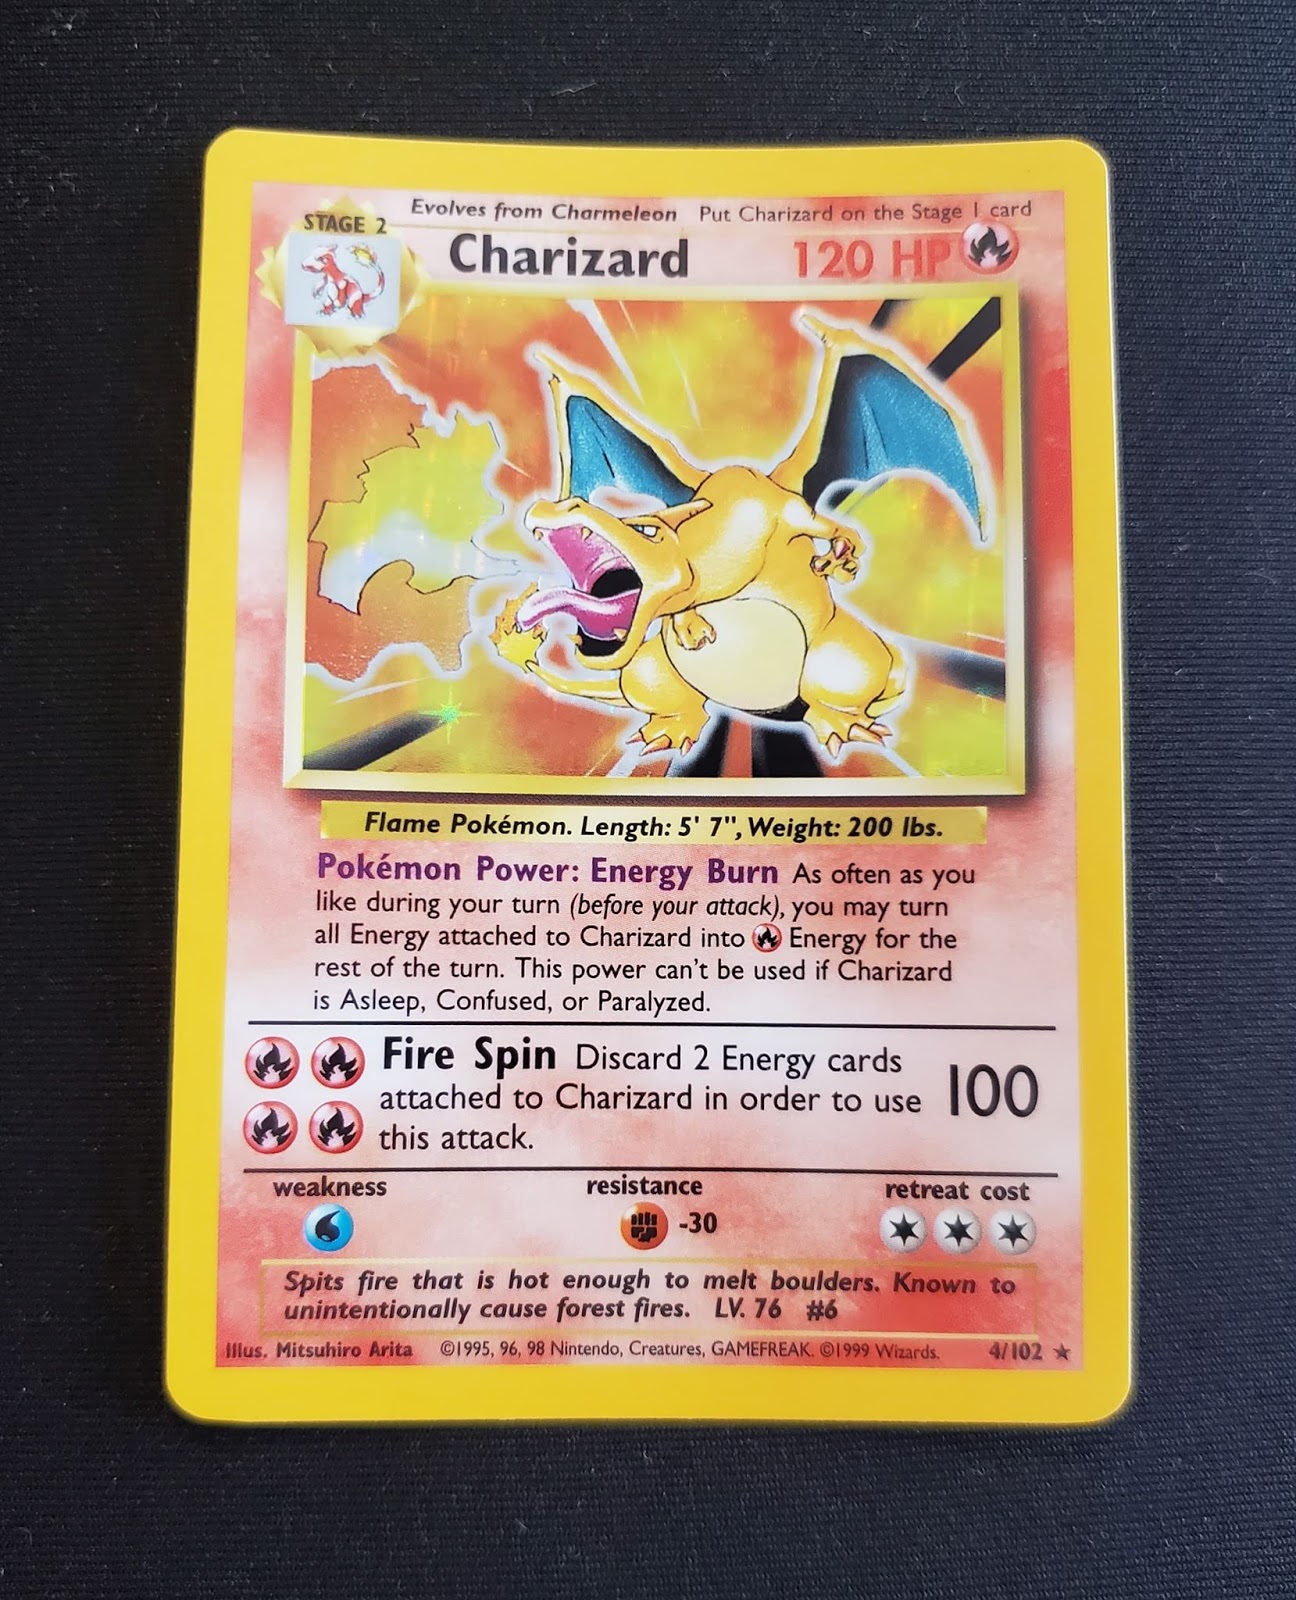 Evolves from Charmeleon Put Charizard on the Stage 1 card
STAGE 2
Charizard 120 HP
Flame Pokémon. Length: 5' 7", Weight: 200 lbs.
Pokémon Power: Energy Burn As often as you
like during your turn (before your attack), you may turn
all Energy attached to Charizard into Energy for the
rest of the turn. This power can't be used if Charizard
is Asleep, Confused, or Paralyzed.
Fire Spin Discard 2 Energy cards
attached to Charizard in order to use
this attack.
100
weakness resistance retreat cost
-30
Spits fire that is hot enough to melt boulders. Known to
unintentionally cause forest fires. LV. 76 #6
Illus. Mitsuhiro Arita ©1995, 96, 98 Nintendo, Creatures, GAMEFREAK. ©1999 Wizards. 4/102 ★